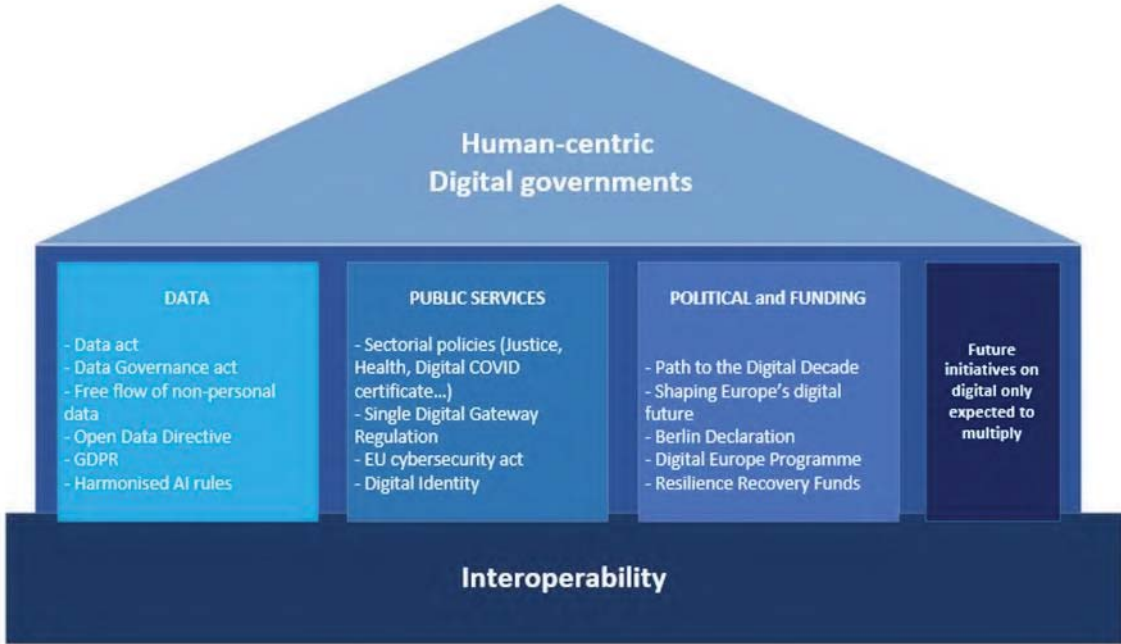 Human-centric
Digital governments
DATA
- Data act
- Data Governance act
- Free flow of non-personal
data
- Open Data Directive
- GDPR
- Harmonised AI rules
PUBLIC SERVICES
- Sectorial policies (Justice,
Health, Digital COVID
certificate...)
- Single Digital Gateway
Regulation
- EU cybersecurity act
- Digital Identity
POLITICAL and FUNDING
- Path to the Digital Decade
- Shaping Europe's digital
future
- Berlin Declaration
- Digital Europe Programme
- Resilience Recovery Funds
Future
initiatives on
digital only
expected to
multiply
Interoperability